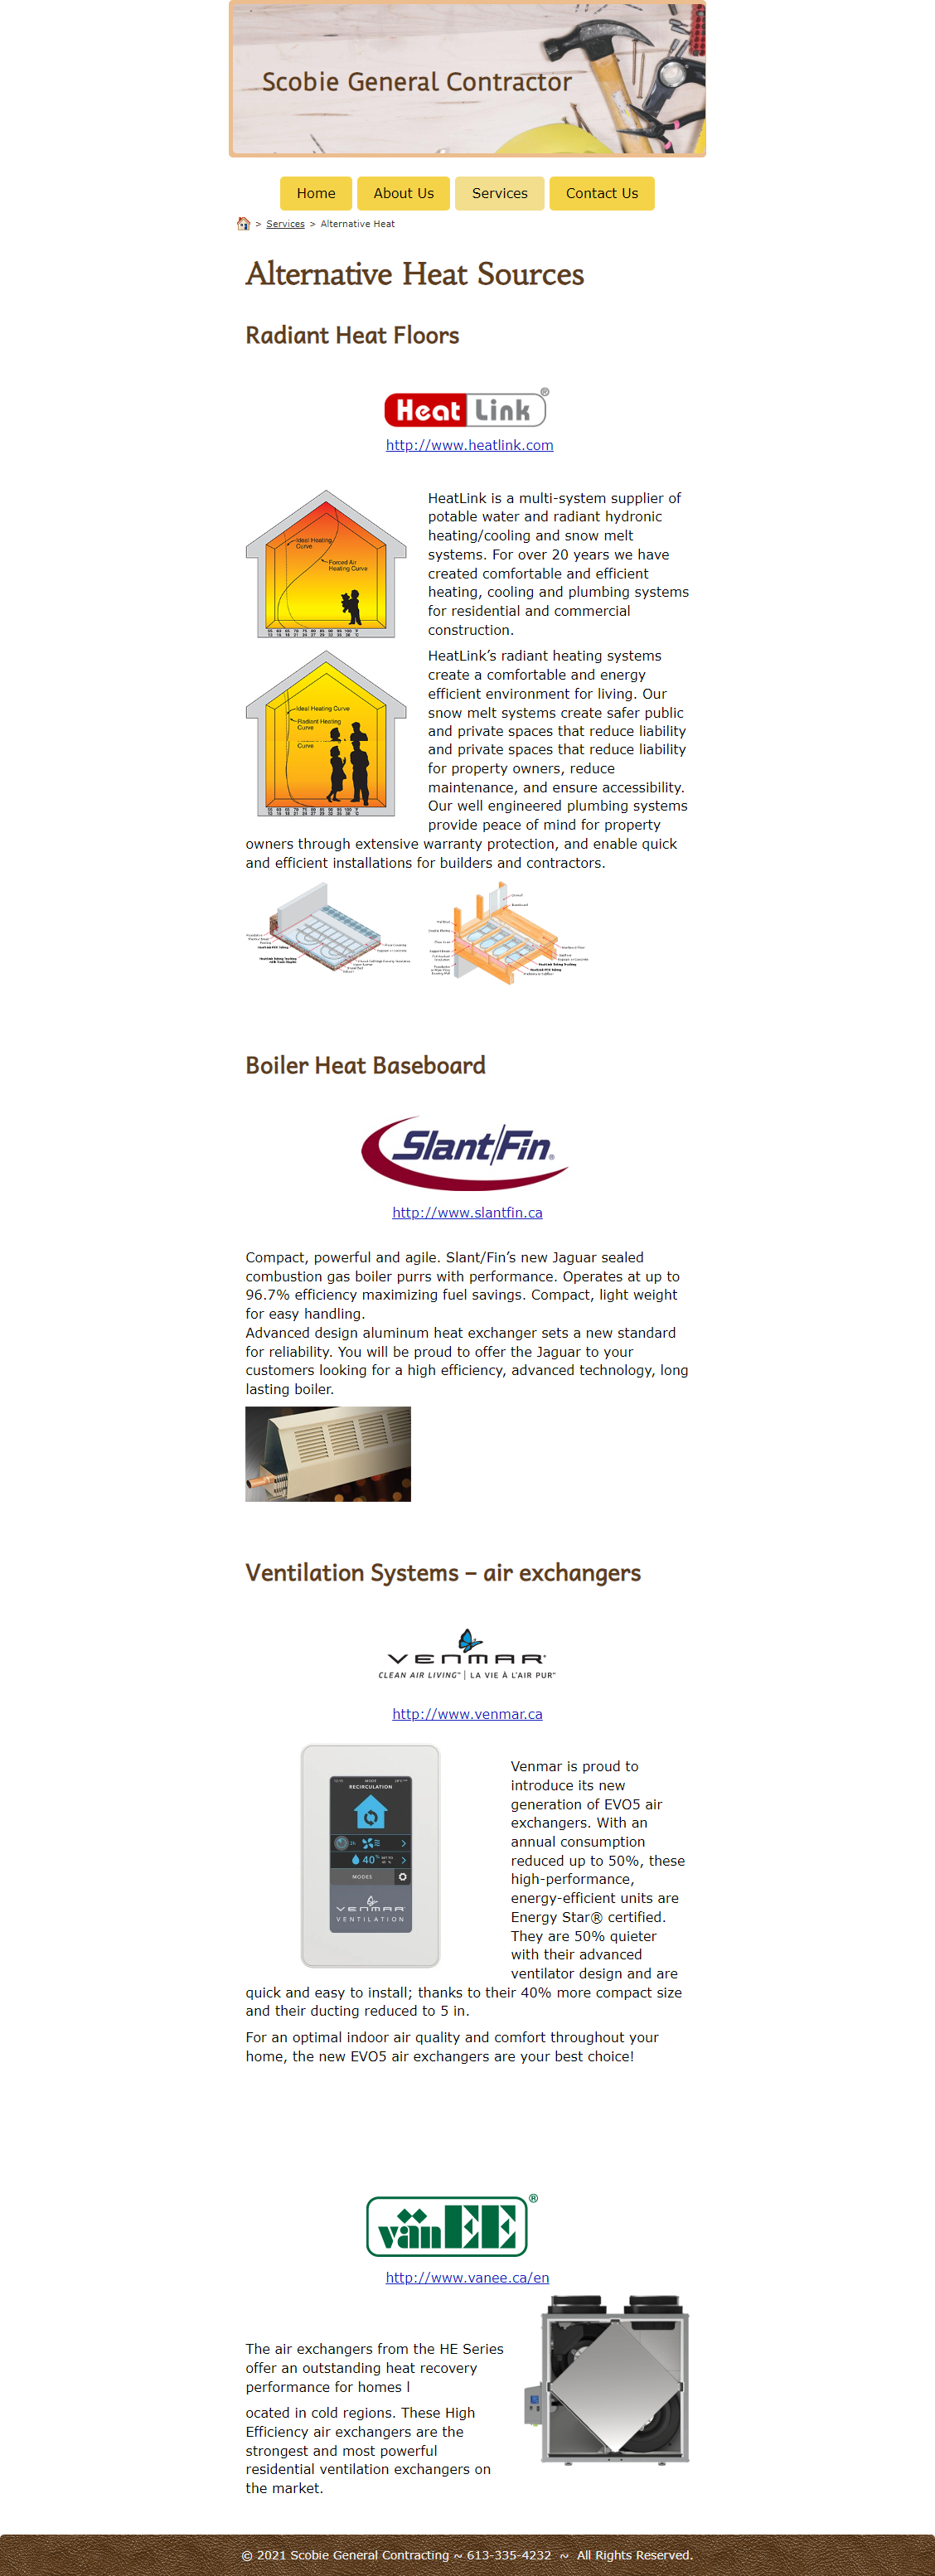 Scobie General Contractor
Home
About Us
Services
Contact Us
> Services > Alternative Heat
Alternative Heat Sources
Radiant Heat Floors
Heat Link®
http://www.heatlink.com
Ideal Heating
Curve
Forced Air
Heating Curve
HeatLink is a multi-system supplier of
potable water and radiant hydronic
heating/cooling and snow melt
systems. For over 20 years we have
created comfortable and efficient
heating, cooling and plumbing systems
for residential and commercial
construction.
Ideal Heating Curve
Radiant Heating
Curve
Curve
HeatLink’s radiant heating systems
create a comfortable and energy
efficient environment for living. Our
snow melt systems create safer public
and private spaces that reduce liability
and private spaces that reduce liability
for property owners, reduce
maintenance, and ensure accessibility.
Our well engineered plumbing systems
provide peace of mind for property
owners through extensive warranty protection, and enable quick
and efficient installations for builders and contractors.
Boiler Heat Baseboard
Slant/Fin®
http://www.slantfin.ca
Compact, powerful and agile. Slant/Fin’s new Jaguar sealed
combustion gas boiler purrs with performance. Operates at up to
96.7% efficiency maximizing fuel savings. Compact, light weight
for easy handling.
Advanced design aluminum heat exchanger sets a new standard
for reliability. You will be proud to offer the Jaguar to your
customers looking for a high efficiency, advanced technology, long
lasting boiler.
Ventilation Systems – air exchangers
VENMAR
CLEAN AIR LIVING™ | LA VIE À L'AIR PUR™
http://www.venmar.ca
RECIRCULATION
40%
MODES
VENMAR
VENTILATION
Venmar is proud to
introduce its new
generation of EVO5 air
exchangers. With an
annual consumption
reduced up to 50%, these
high-performance,
energy-efficient units are
Energy Star® certified.
They are 50% quieter
with their advanced
ventilator design and are
quick and easy to install; thanks to their 40% more compact size
and their ducting reduced to 5 in.
For an optimal indoor air quality and comfort throughout your
home, the new EVO5 air exchangers are your best choice!
vänEE®
http://www.vanee.ca/en
The air exchangers from the HE Series
offer an outstanding heat recovery
performance for homes l
ocated in cold regions. These High
Efficiency air exchangers are the
strongest and most powerful
residential ventilation exchangers on
the market.
© 2021 Scobie General Contracting ~ 613-335-4232 ~ All Rights Reserved.